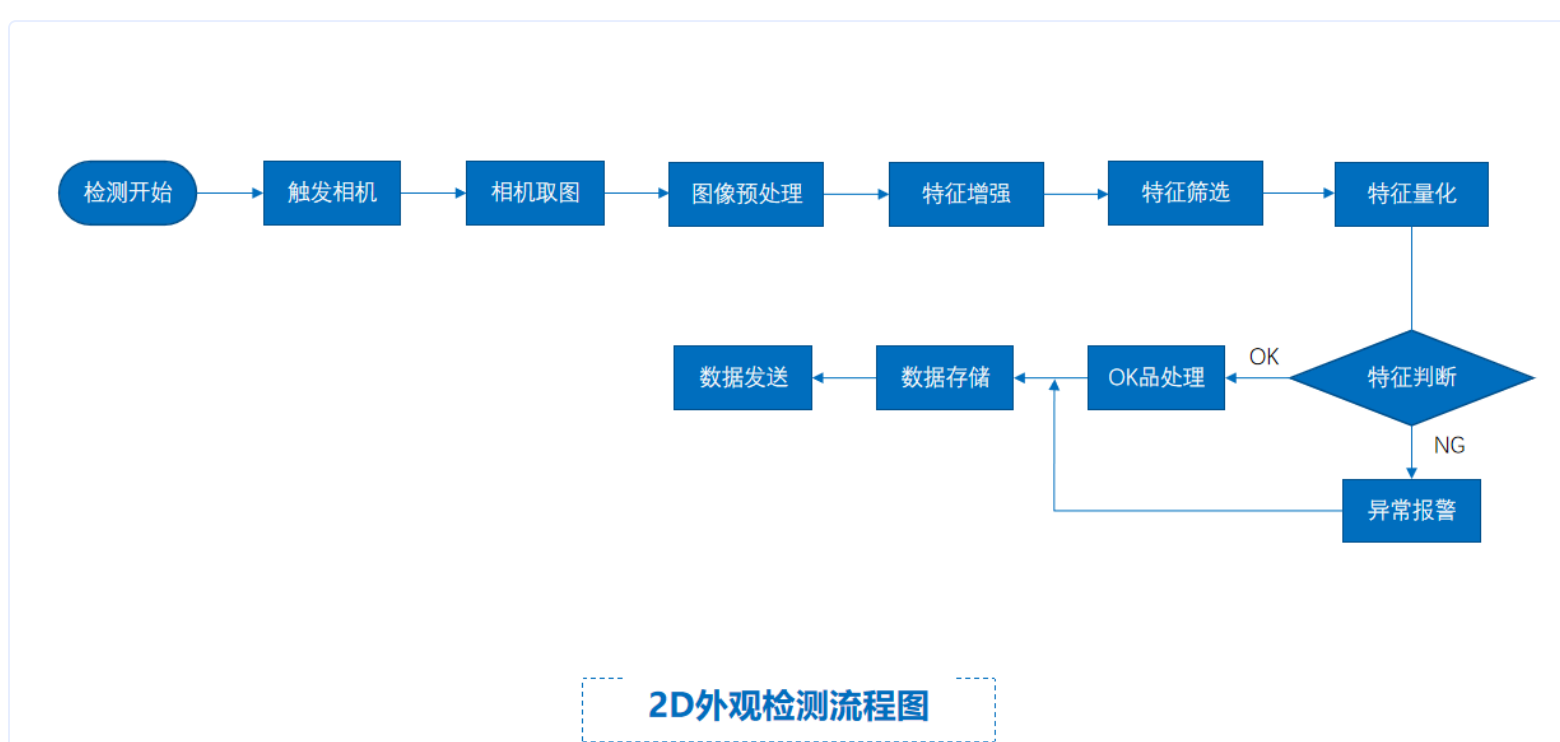 检测开始
触发相机
相机取图
图像预处理
特征增强
特征筛选
特征量化
特征判断
OK
OK品处理
数据存储
数据发送
NG
异常报警
2D外观检测流程图